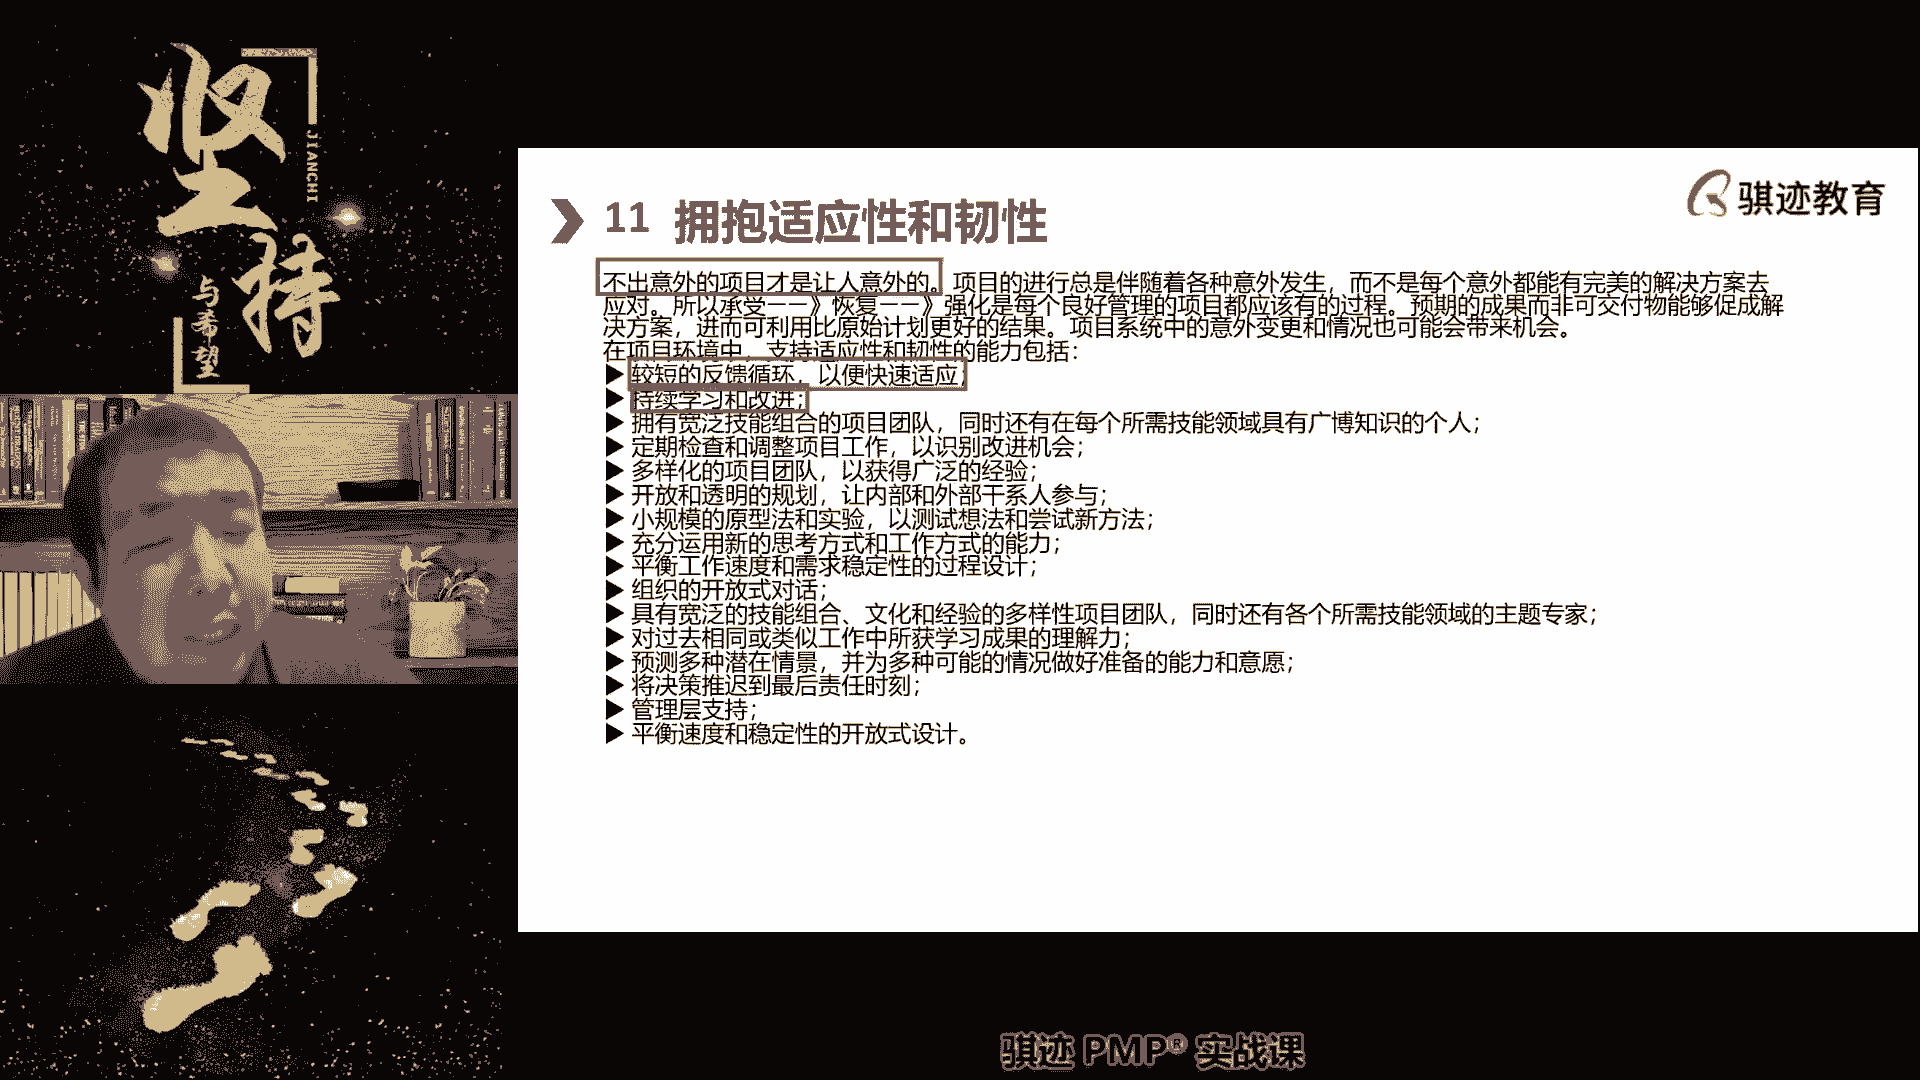 坚持
JIANCHI
与希望
骐迹教育
11 拥抱适应性和韧性
不出意外的项目才是让人意外的。项目的进行总是伴随着各种意外发生，而不是每个意外都能有完美的解决方案去
应对。所以承受——》恢复——》强化是每个良好管理的项目都应该有的过程。预期的成果而非可交付物能够促成解
决方案，进而可利用比原始计划更好的结果。项目系统中的意外变更和情况也可能会带来机会。
在项目环境中，支持适应性和韧性的能力包括：
▶ 较短的反馈循环，以便快速适应；
▶ 持续学习和改进；
▶ 拥有宽泛技能组合的项目团队，同时还有在每个所需技能领域具有广博知识的个人；
▶ 定期检查和调整项目工作，以识别改进机会；
▶ 多样化的项目团队，以获得广泛的经验；
▶ 开放和透明的规划，让内部和外部干系人参与；
▶ 小规模的原型法和实验，以测试想法和尝试新方法；
▶ 充分运用新的思考方式和工作方式的能力；
▶ 平衡工作速度和需求稳定性的过程设计；
▶ 组织的开放式对话；
▶ 具有宽泛的技能组合、文化和经验的多样性项目团队，同时还有各个所需技能领域的主题专家；
▶ 对过去相同或类似工作中所获学习成果的理解力；
▶ 预测多种潜在情景，并为多种可能的情况做好准备的能力和意愿；
▶ 将决策推迟到最后责任时刻；
▶ 管理层支持；
▶ 平衡速度和稳定性的开放式设计。
骐迹 PMP® 实战课